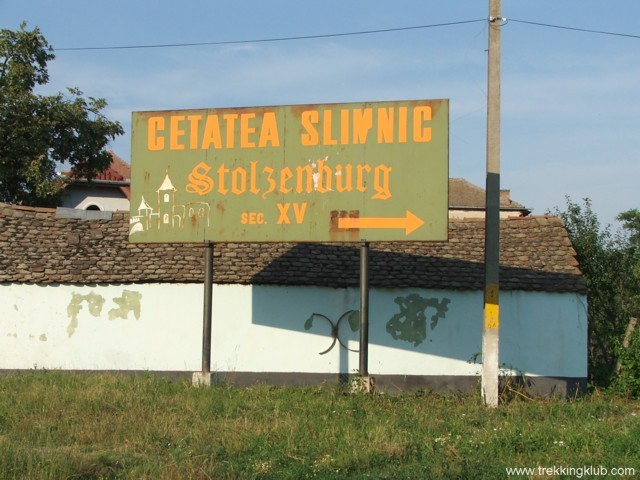 CETATEA SLIMNIC
Stolzenburg
SEC. XV
www.trekkingklub.com